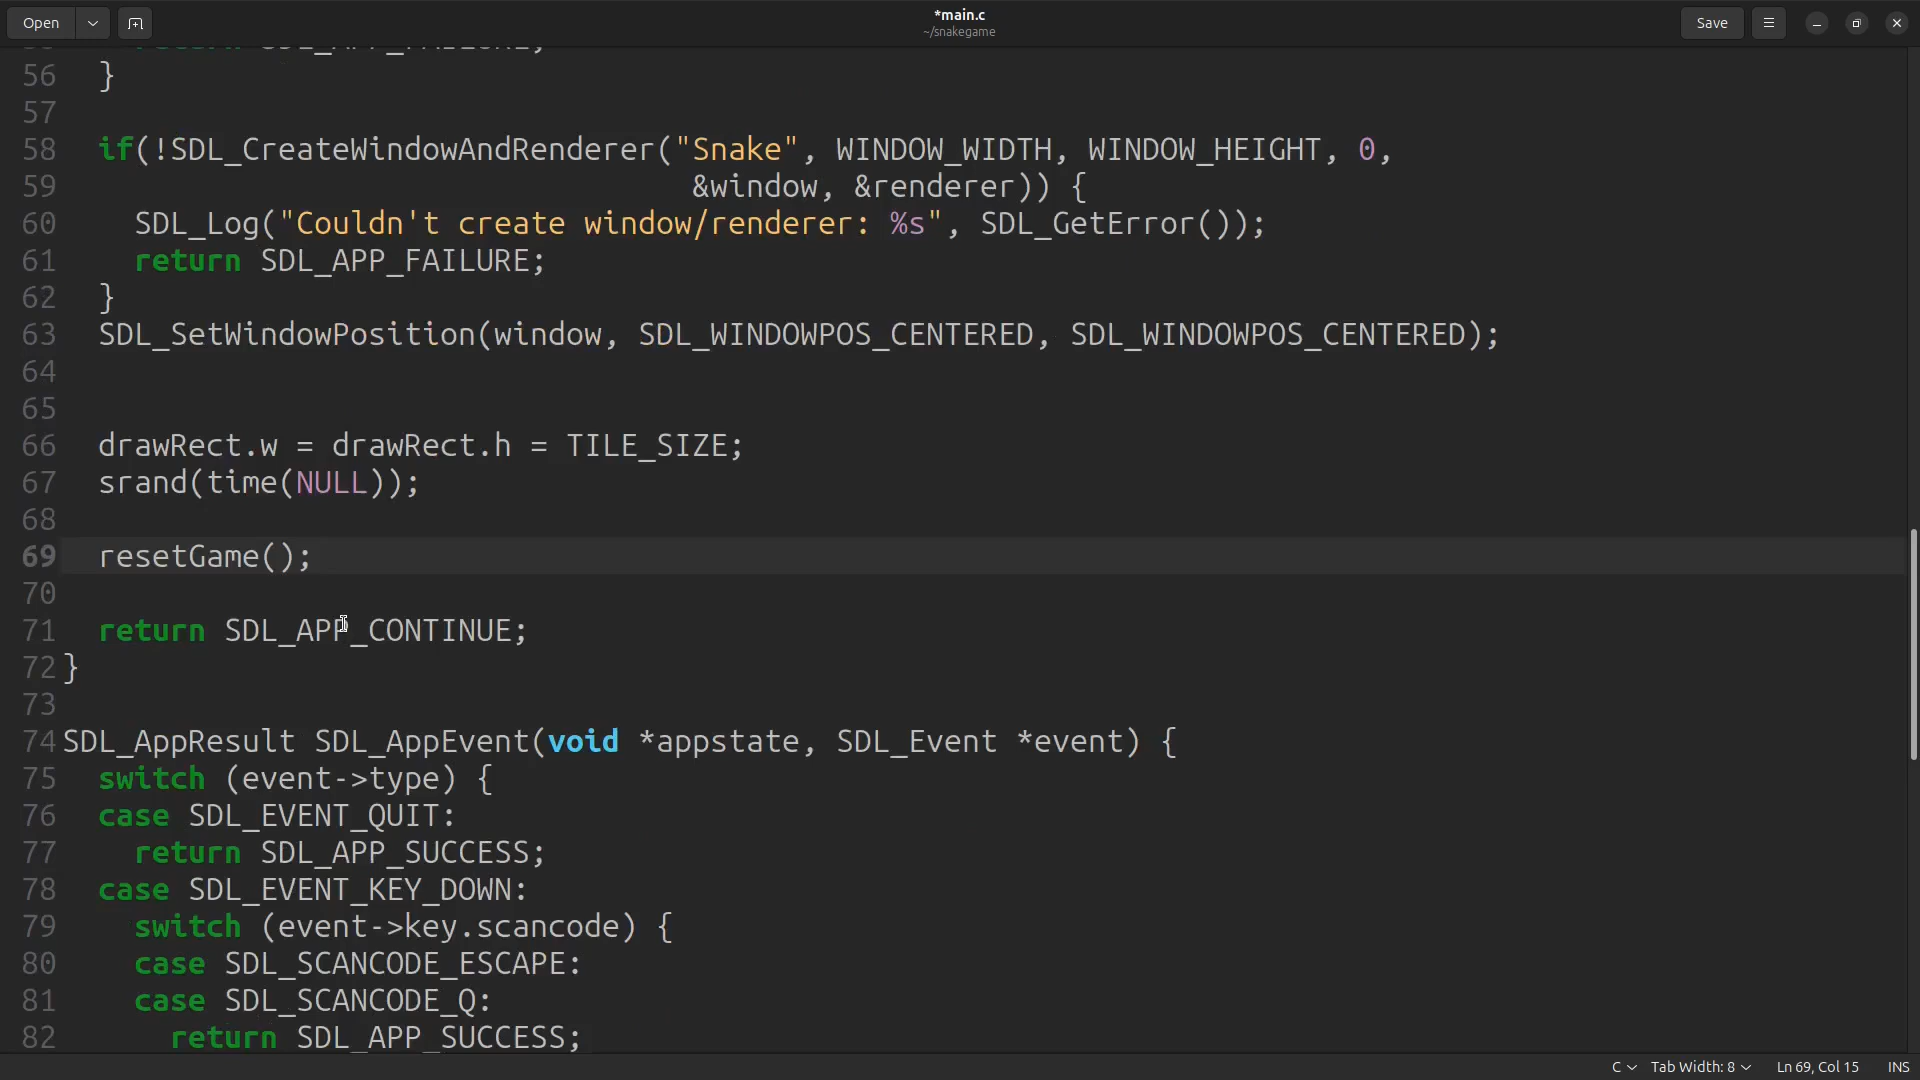 Open
*main.c
~/snakegame
Save
56 }
57
58 if(!SDL_CreateWindowAndRenderer("Snake", WINDOW_WIDTH, WINDOW_HEIGHT, 0,
59 &window, &renderer)) {
60 SDL_Log("Couldn't create window/renderer: %s", SDL_GetError());
61 return SDL_APP_FAILURE;
62 }
63 SDL_SetWindowPosition(window, SDL_WINDOWPOS_CENTERED, SDL_WINDOWPOS_CENTERED);
64
65
66 drawRect.w = drawRect.h = TILE_SIZE;
67 srand(time(NULL));
68
69 resetGame();
70
71 return SDL_APP_CONTINUE;
72 }
73
74 SDL_AppResult SDL_AppEvent(void *appstate, SDL_Event *event) {
75 switch (event->type) {
76 case SDL_EVENT_QUIT:
77 return SDL_APP_SUCCESS;
78 case SDL_EVENT_KEY_DOWN:
79 switch (event->key.scancode) {
80 case SDL_SCANCODE_ESCAPE:
81 case SDL_SCANCODE_Q:
82 return SDL_APP_SUCCESS;
C Tab Width: 8 Ln 69, Col 15 INS